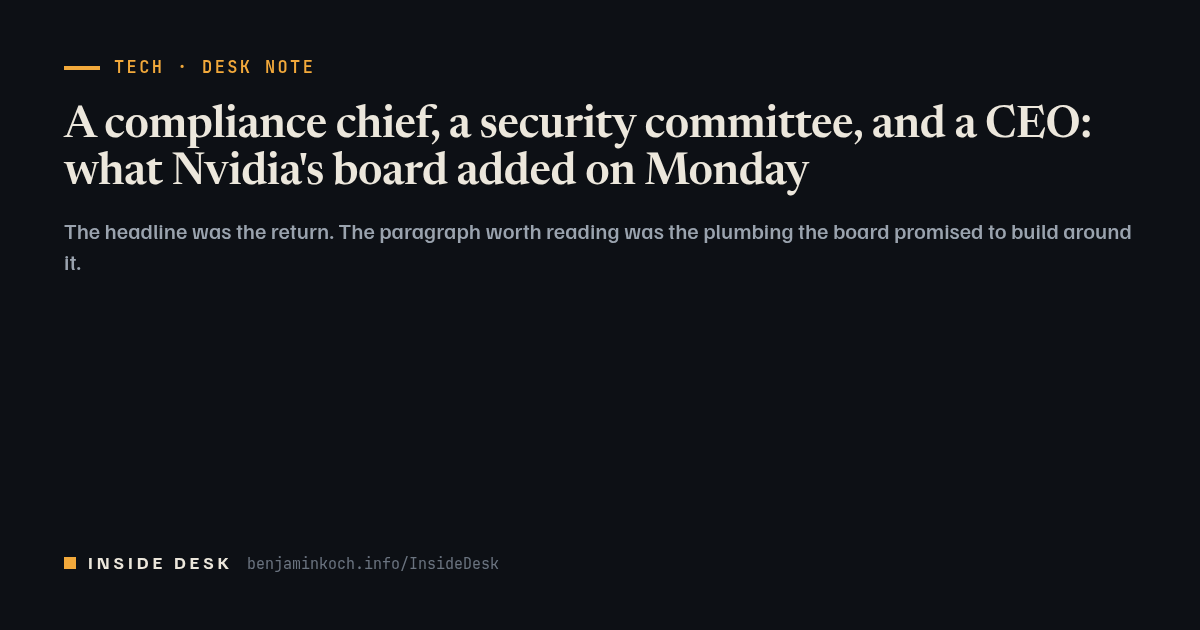 TECH · DESK NOTE
A compliance chief, a security committee, and a CEO:
what Nvidia's board added on Monday
The headline was the return. The paragraph worth reading was the plumbing the board promised to build around
it.
INSIDE DESK benjaminkoch.info/InsideDesk